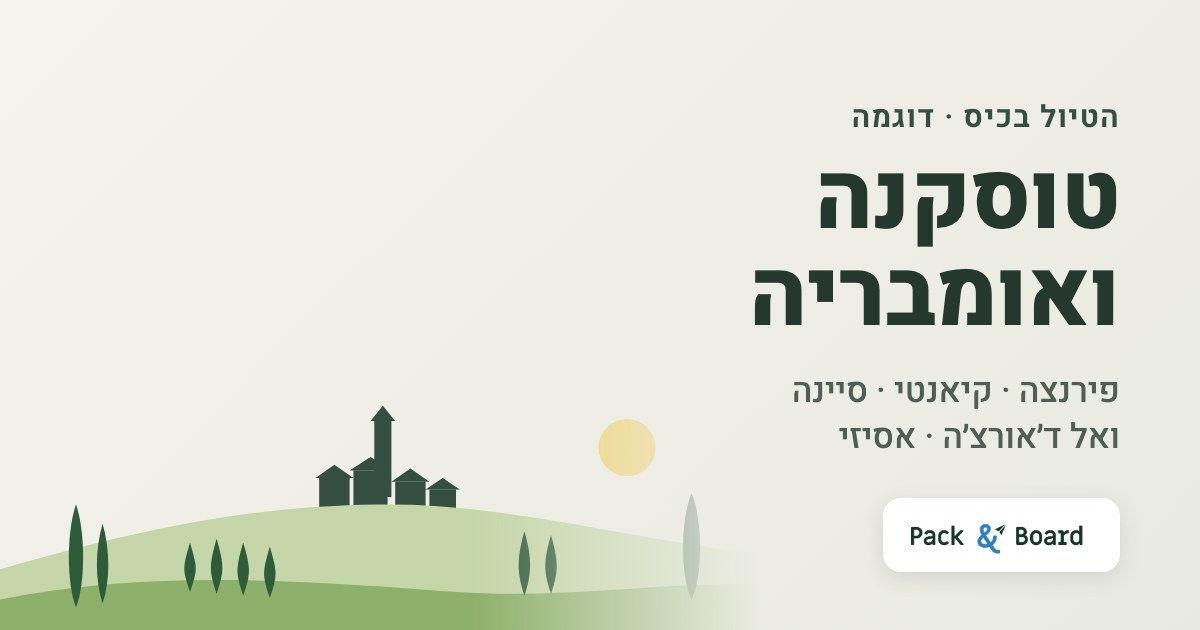 הטיול בכיס · דוגמה
טוסקנה
ואומבריה
פירנצה · קיאנטי · סיינה
ואל ד׳אורצ׳ה · אסיזי
Pack & Board